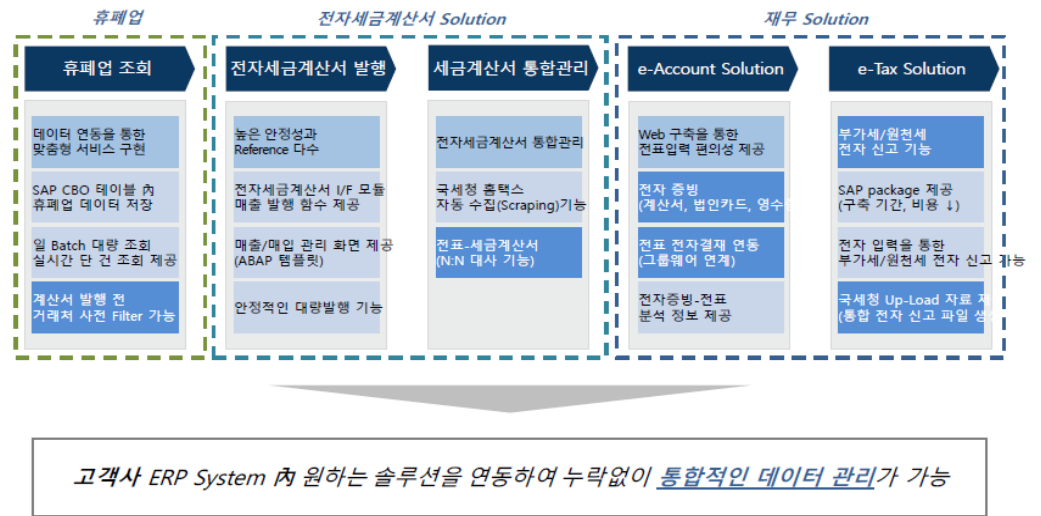 휴폐업
전자세금계산서 Solution
재무 Solution
휴폐업 조회
데이터 연동을 통한
맞춤형 서비스 구현
SAP CBO 테이블 內
휴폐업 데이터 저장
일 Batch 대량 조회
실시간 단 건 조회 제공
계산서 발행 전
거래처 사전 Filter 가능
전자세금계산서 발행
높은 안정성과
Reference 다수
전자세금계산서 I/F 모듈
매출 발행 함수 제공
매출/매입 관리 화면 제공
(ABAP 템플릿)
안정적인 대량발행 기능
세금계산서 통합관리
전자세금계산서 통합관리
국세청 홈택스
자동 수집(Scraping)기능
전표-세금계산서
(N:N 대사 기능)
e-Account Solution
Web 구축을 통한
전표입력 편의성 제공
전자 증빙
(계산서, 법인카드, 영수
전표 전자결재 연동
(그룹웨어 연계)
전자증빙-전표
분석 정보 제공
e-Tax Solution
부가세/원천세
전자 신고 기능
SAP package 제공
(구축 기간, 비용 ↓)
전자 입력을 통한
부가세/원천세 전자 신고 가능
국세청 Up-Load 자료
(통합 전자 신고 파일
고객사 ERP System 內 원하는 솔루션을 연동하여 누락없이 통합적인 데이터 관리가 가능